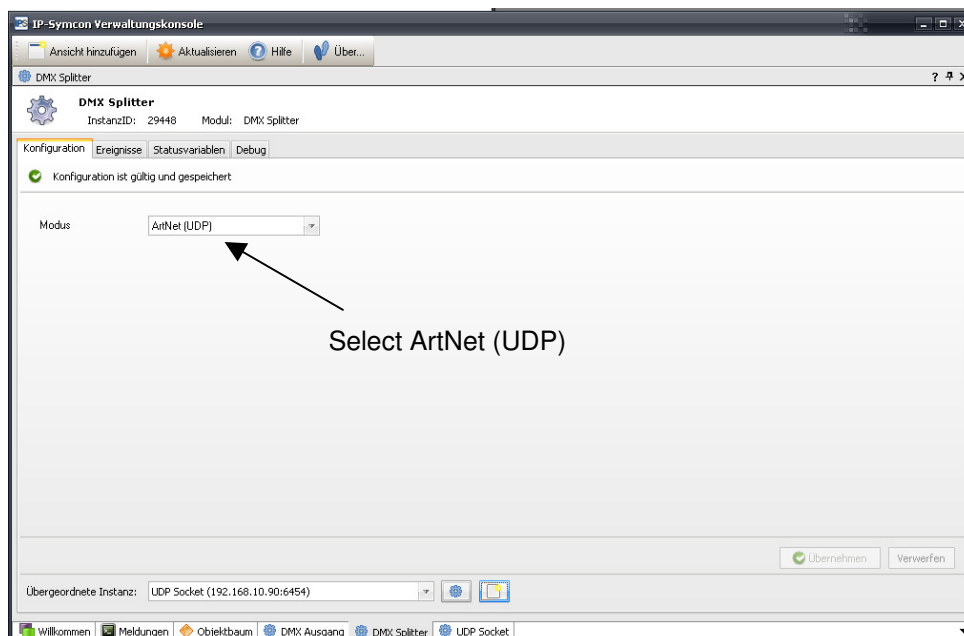 IP-Symcon Verwaltungskonsole
Ansicht hinzufügen Aktualisieren Hilfe Über...
DMX Splitter
DMX Splitter
InstanzID: 29448 Modul: DMX Splitter
Konfiguration Ereignisse Statusvariablen Debug
Konfiguration ist gültig und gespeichert
Modus ArtNet (UDP)
Select ArtNet (UDP)
Übernehmen Verwerfen
Übergeordnete Instanz: UDP Socket (192.168.10.90:6454)
Willkommen Meldungen Objektbaum DMX Ausgang DMX Splitter UDP Socket